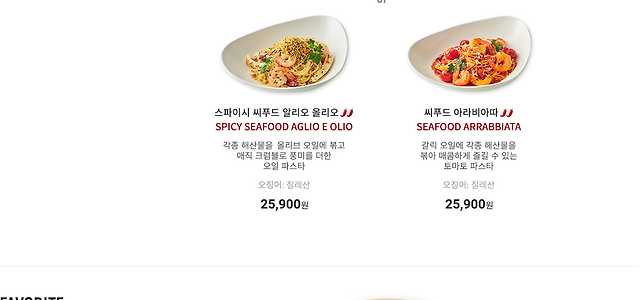 스파이시 씨푸드 알리오 올리오
SPICY SEAFOOD AGLIO E OLIO
각종 해산물을 올리브 오일에 볶고
매직 크럼블로 풍미를 더한
오일 파스타
오징어: 칠레산
25,900원
씨푸드 아라비아따
SEAFOOD ARRABBIATA
갈릭 오일에 각종 해산물을
볶아 매콤하게 즐길 수 있는
토마토 파스타
오징어: 칠레산
25,900원
FAVORITE